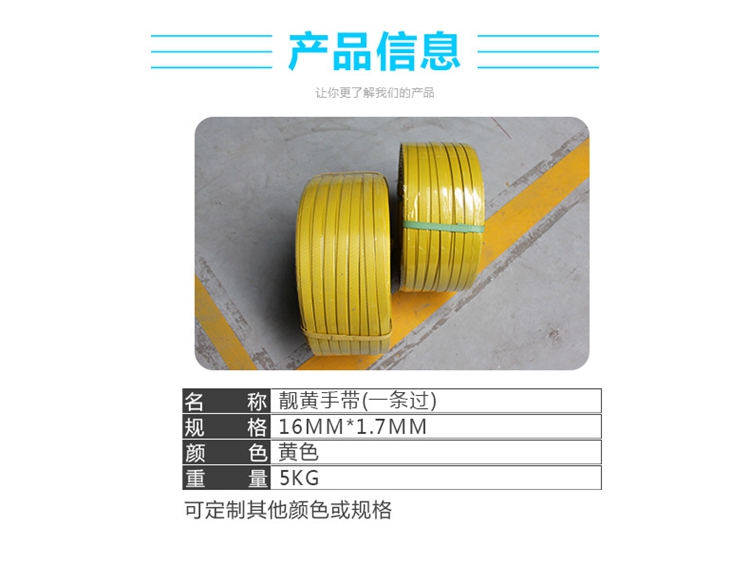 产品信息
让你更了解我们的产品
名 称 靓黄手带(一条过)
规 格 16MM*1.7MM
颜 色 黄色
重 量 5KG
可定制其他颜色或规格